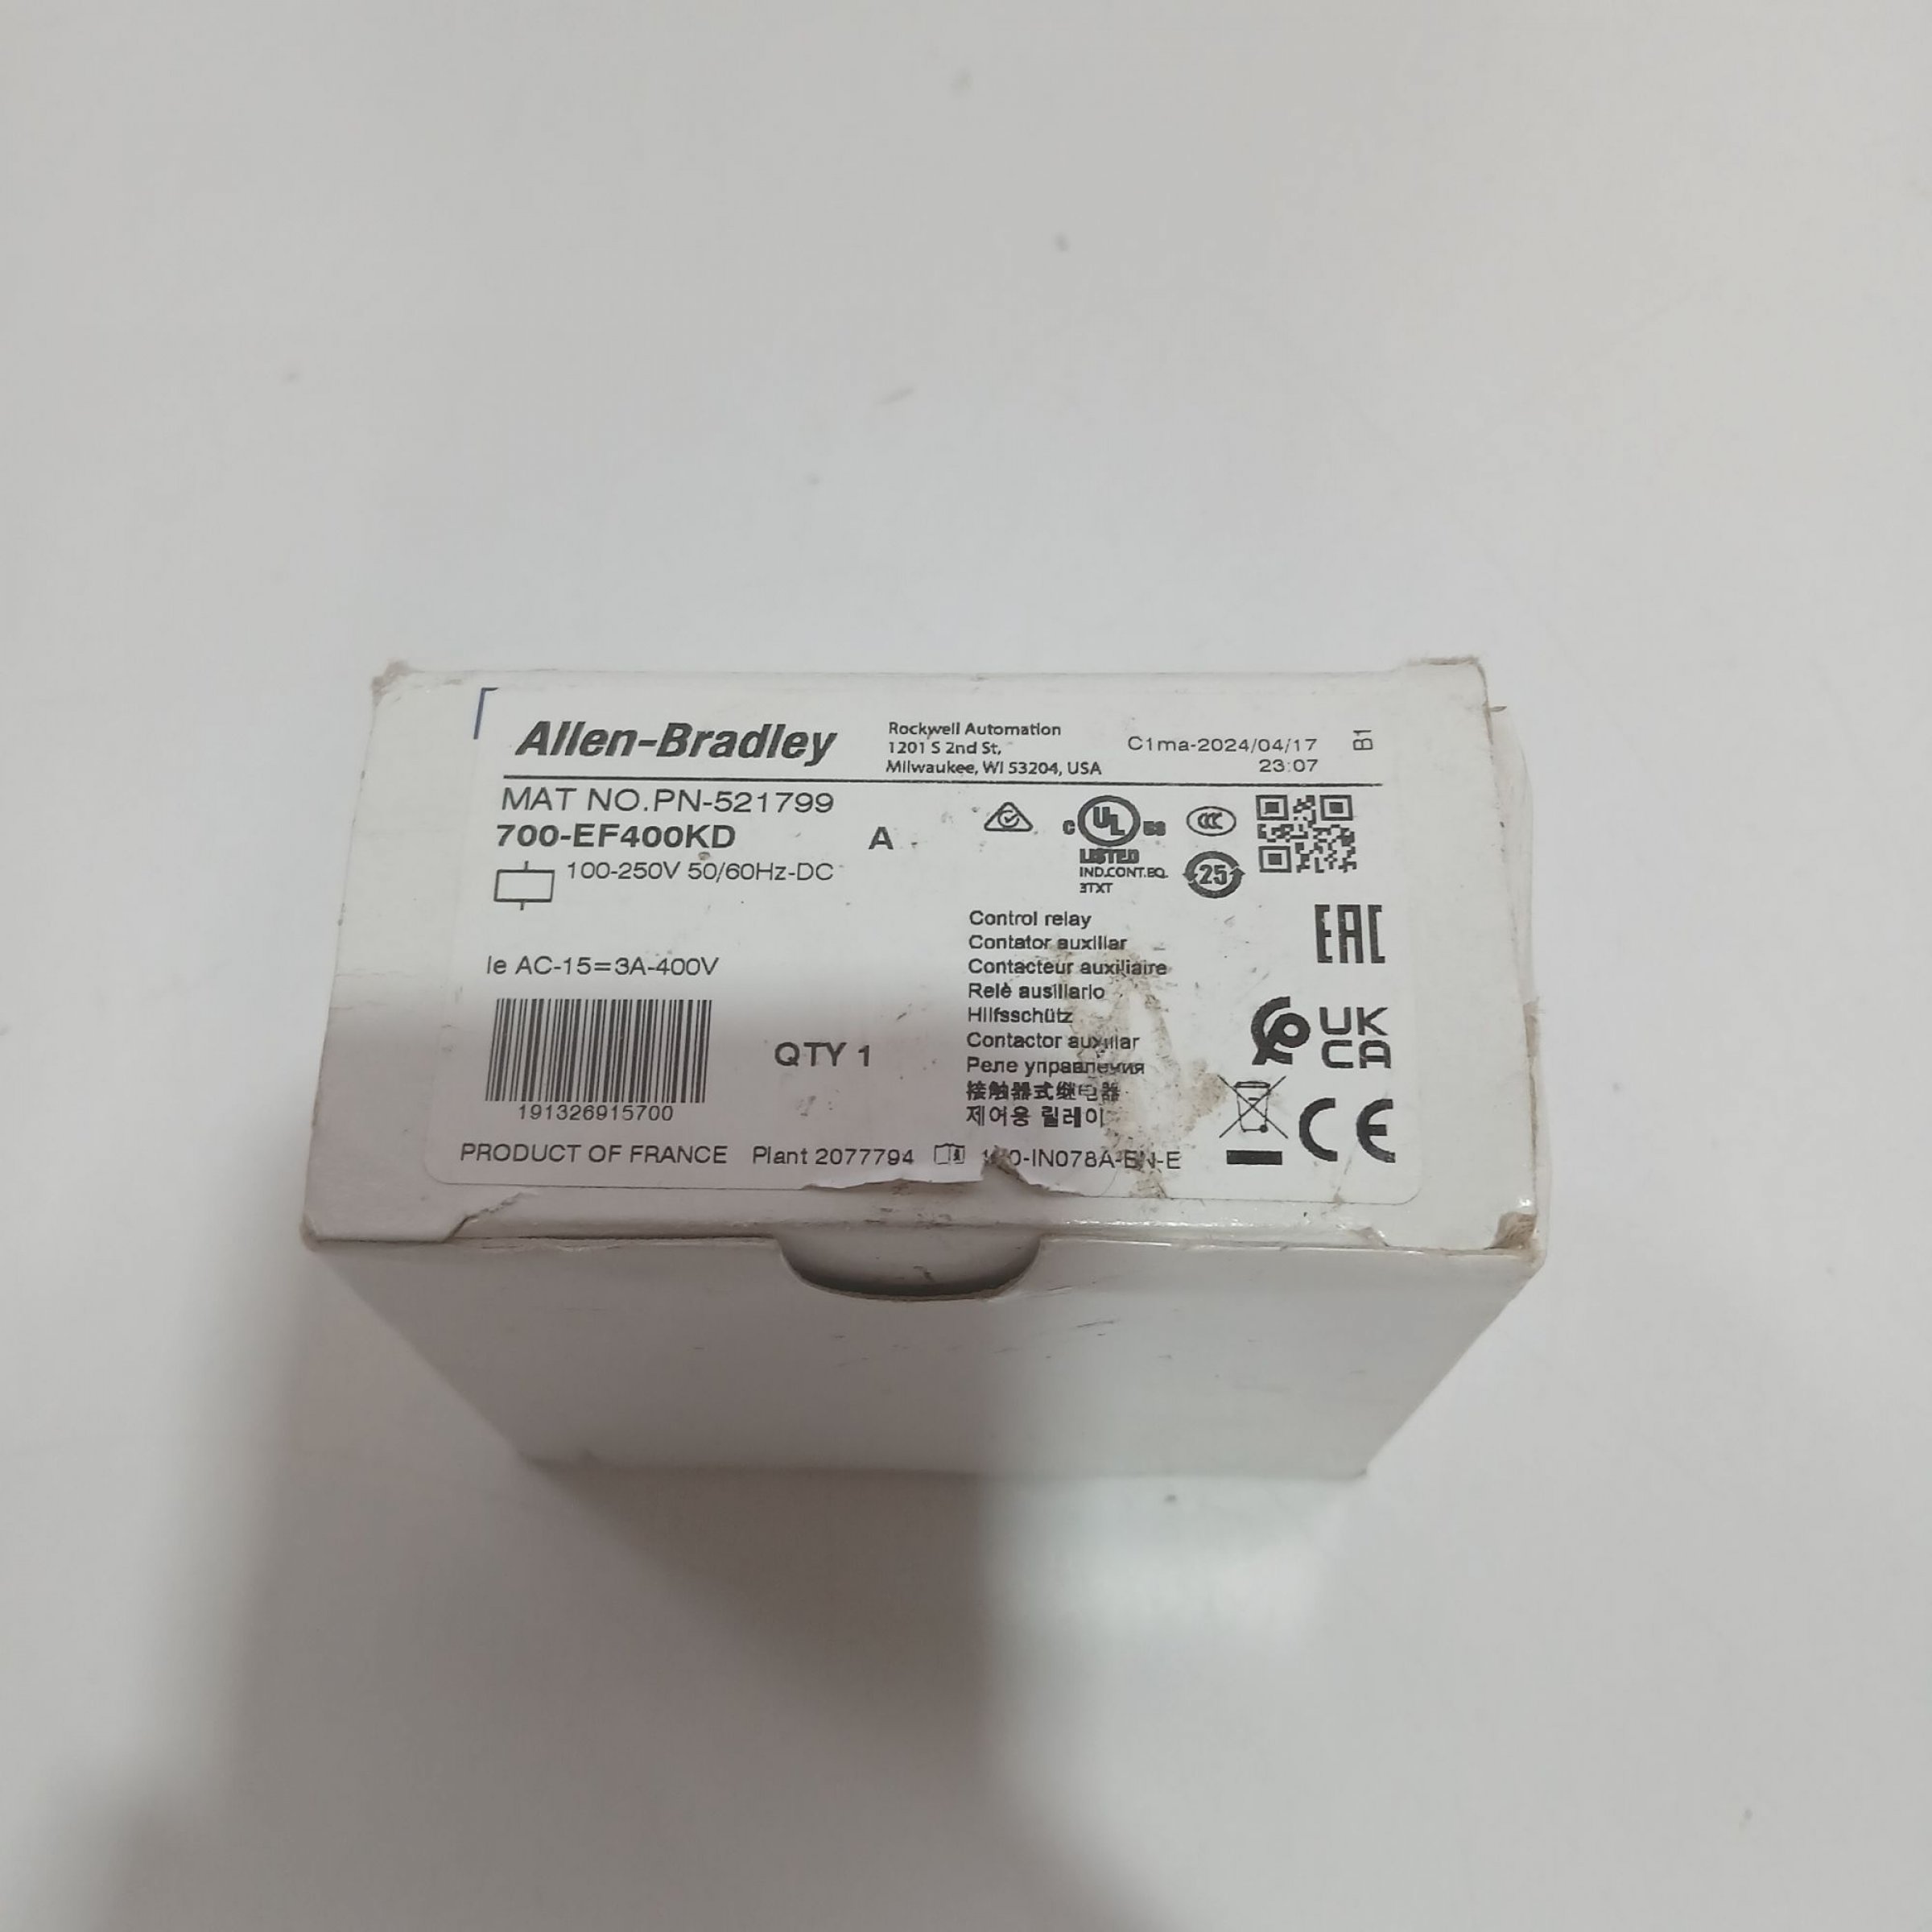 Allen-Bradley
Rockwell Automation
1201 S 2nd St,
Milwaukee, WI 53204, USA
C1ma-2024/04/17
23:07
B1
MAT NO.PN-521799
700-EF400KD
A
100-250V 50/60Hz-DC
c UL us
LISTED
IND.CONT.EQ.
3TXT
CCC
25
EAC
Ie AC-15=3A-400V
Control relay
Contator auxiliar
Contacteur auxiliaire
Relè ausiliario
Hilfsschütz
Contactor auxiliar
Реле управления
接触器式继电器
제어용 릴레이
UK
CA
CE
191326915700
QTY 1
PRODUCT OF FRANCE Plant 2077794